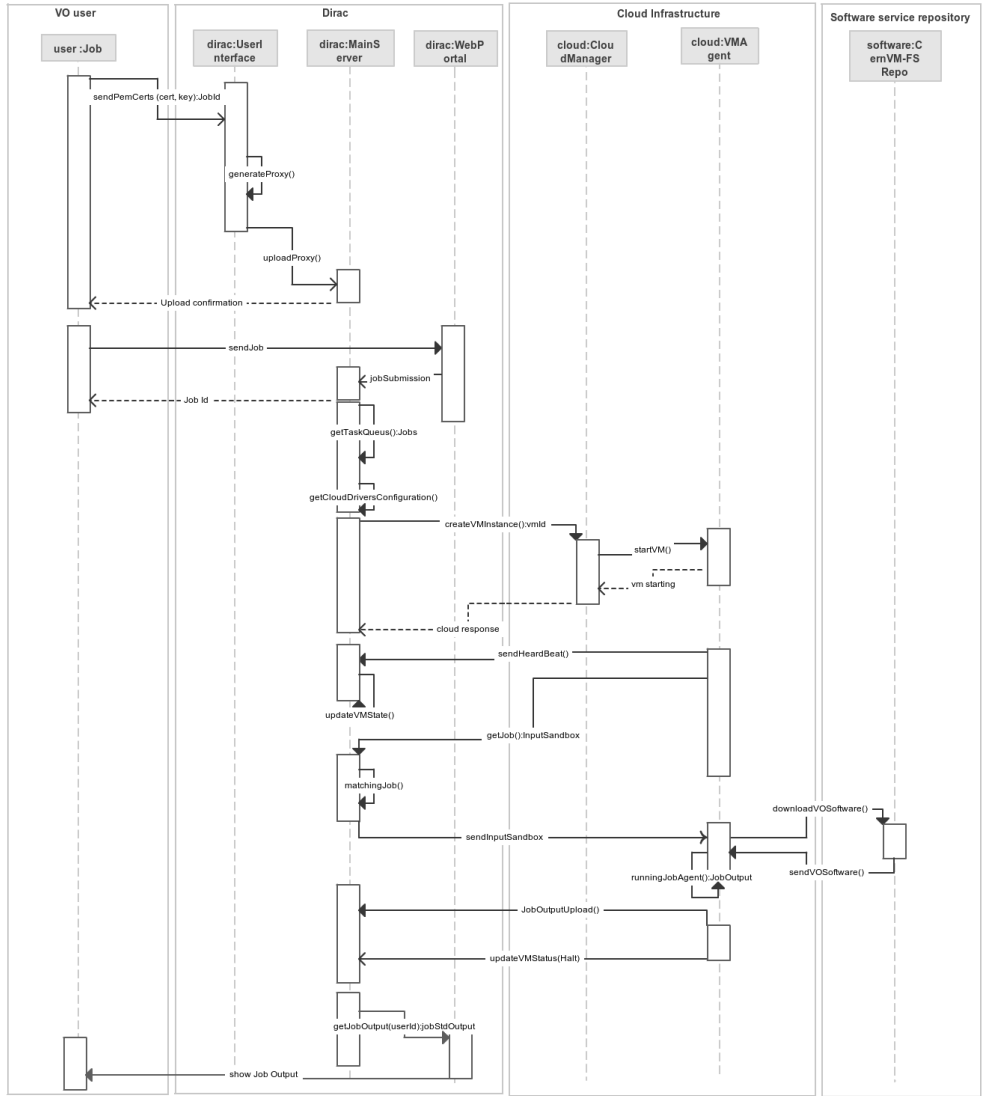 VO user
Dirac
Cloud Infrastructure
Software service repository
user :Job
dirac:UserI
nterface
dirac:MainS
erver
dirac:WebP
ortal
cloud:Clou
dManager
cloud:VMA
gent
software:C
ernVM-FS
Repo
sendPemCerts (cert, key):JobId
generateProxy()
uploadProxy()
Upload confirmation
sendJob
jobSubmission
Job Id
getTaskQueus():Jobs
getCloudDriversConfiguration()
createVMInstance():vmId
startVM()
vm starting
cloud response
sendHeardBeat()
updateVMState()
getJob():InputSandbox
matchingJob()
downloadVOSoftware()
sendInputSandbox
sendVOSoftware()
runningJobAgent():JobOutput
JobOutputUpload()
updateVMStatus(Halt)
getJobOutput(userId):jobStdOutput
show Job Output